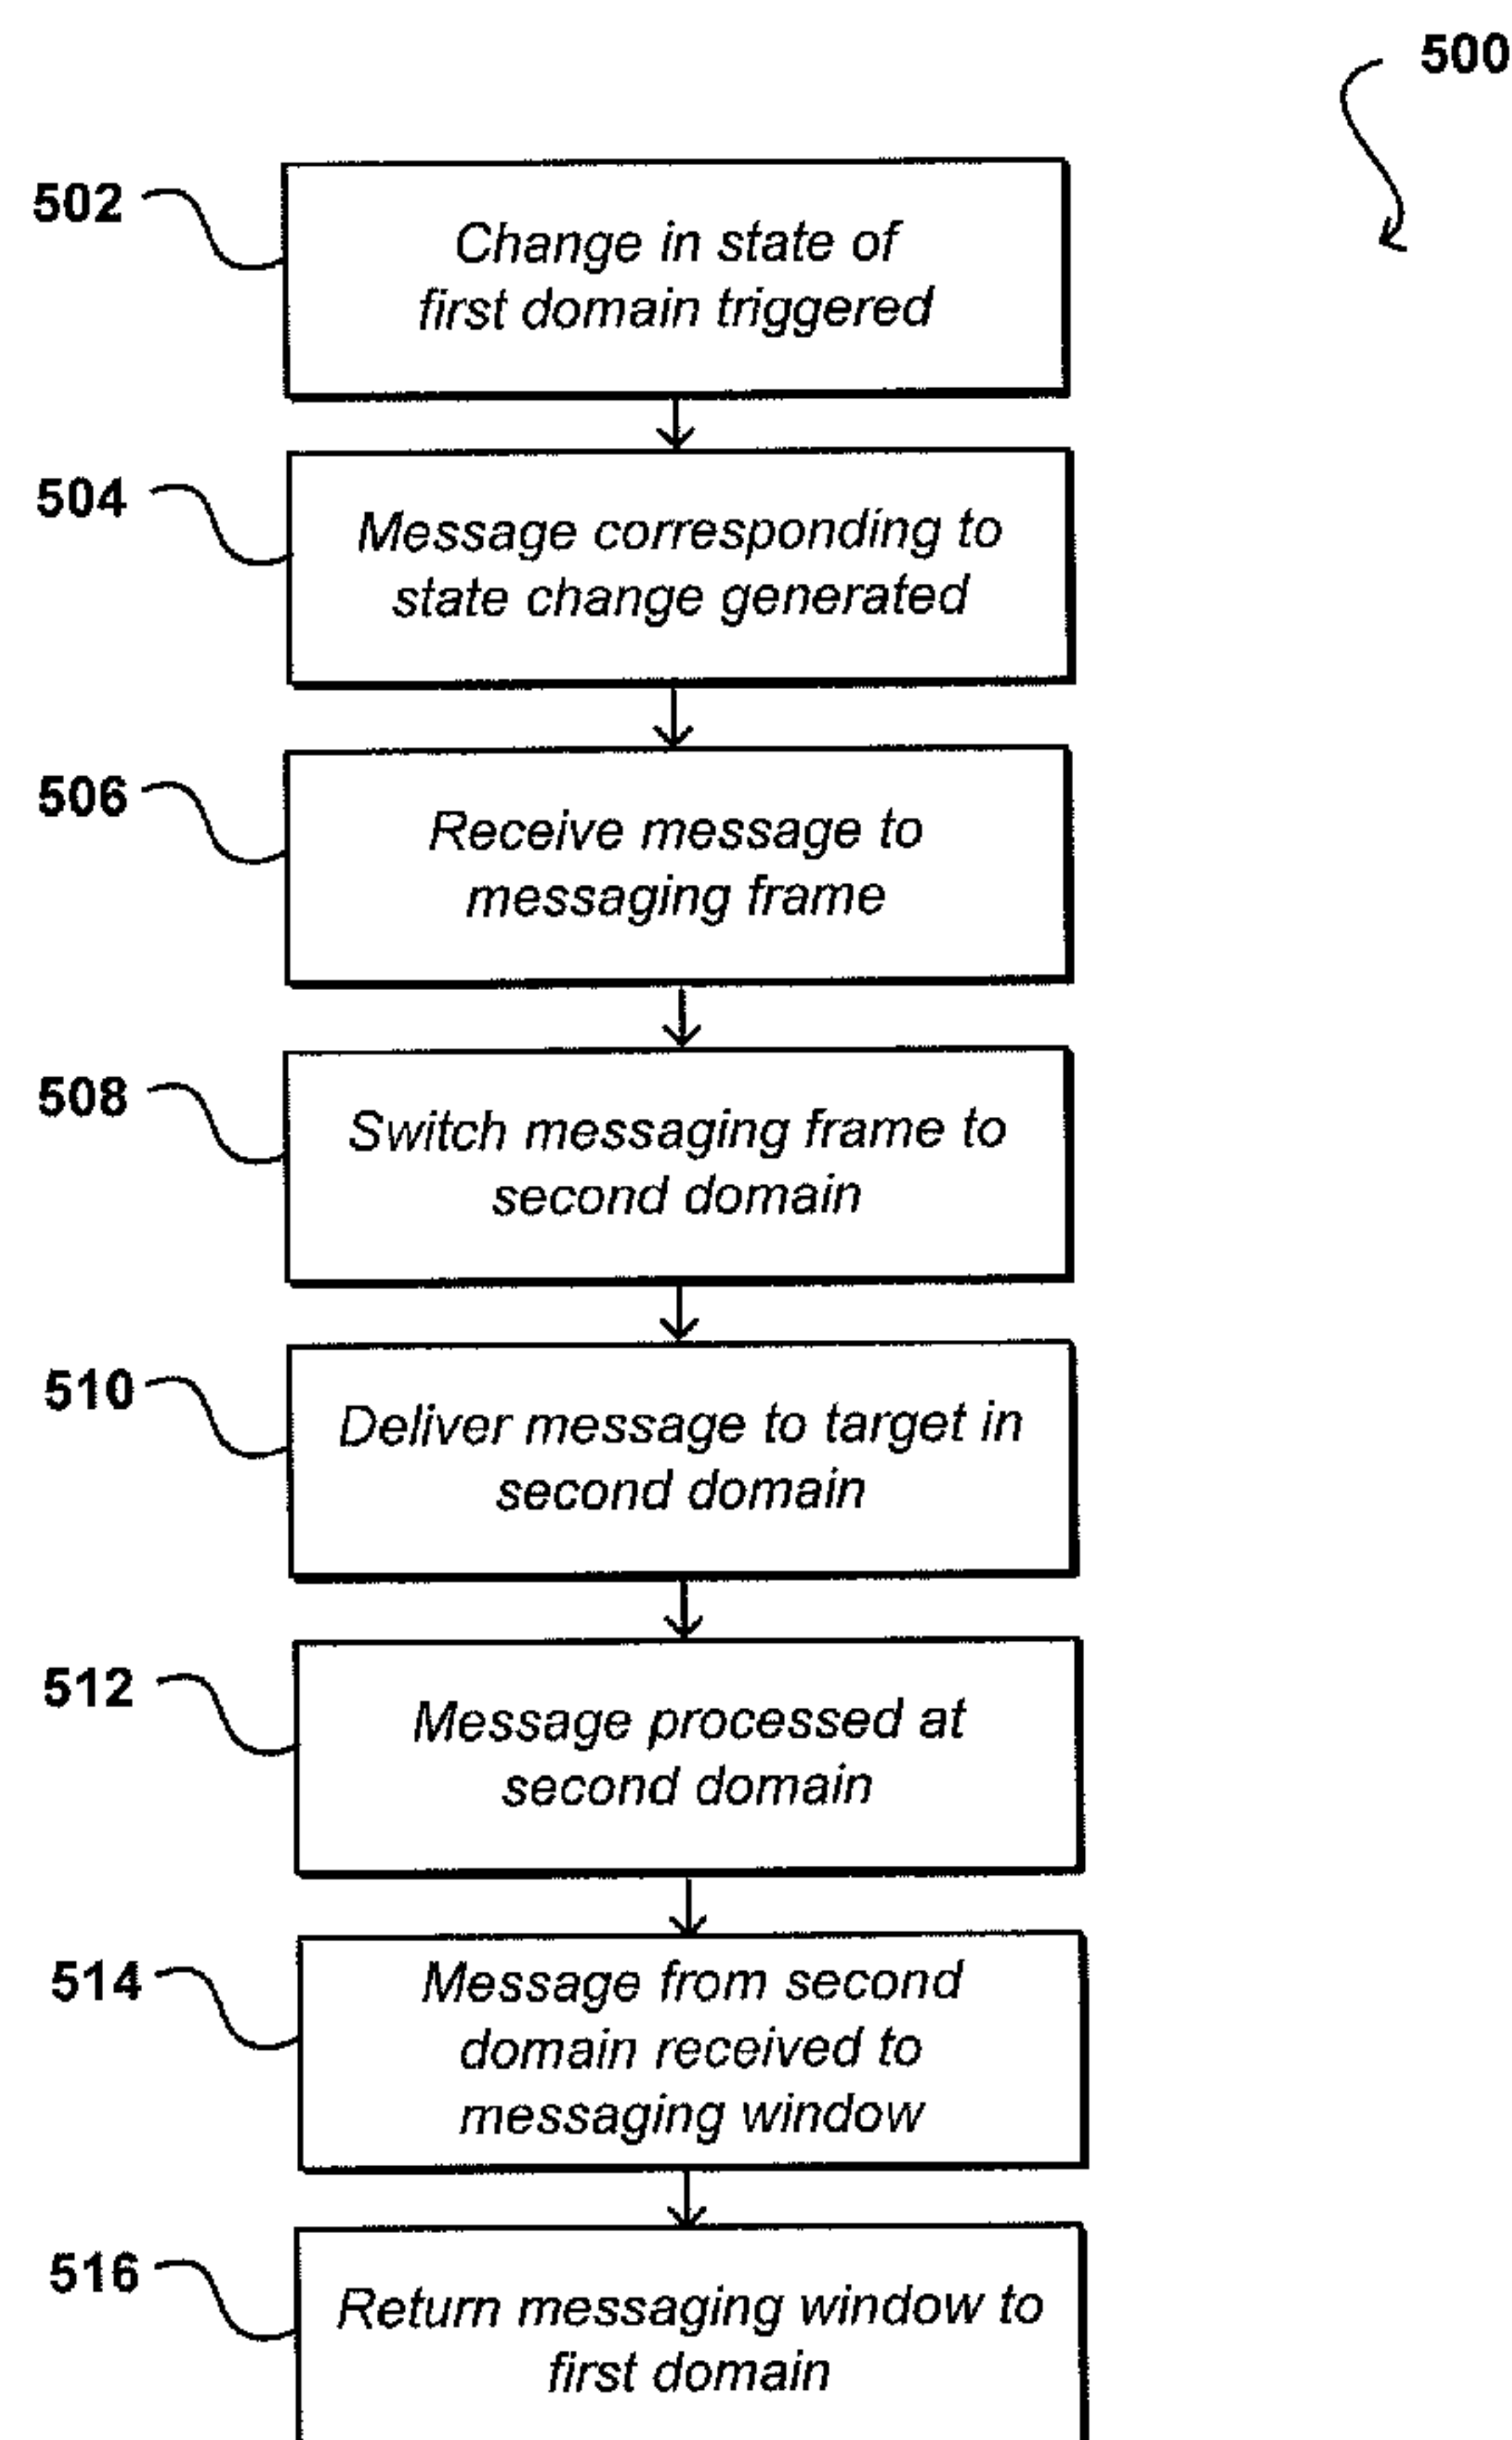 500
502
Change in state of
first domain triggered
504
Message corresponding to
state change generated
506
Receive message to
messaging frame
508
Switch messaging frame to
second domain
510
Deliver message to target in
second domain
512
Message processed at
second domain
514
Message from second
domain received to
messaging window
516
Return messaging window to
first domain